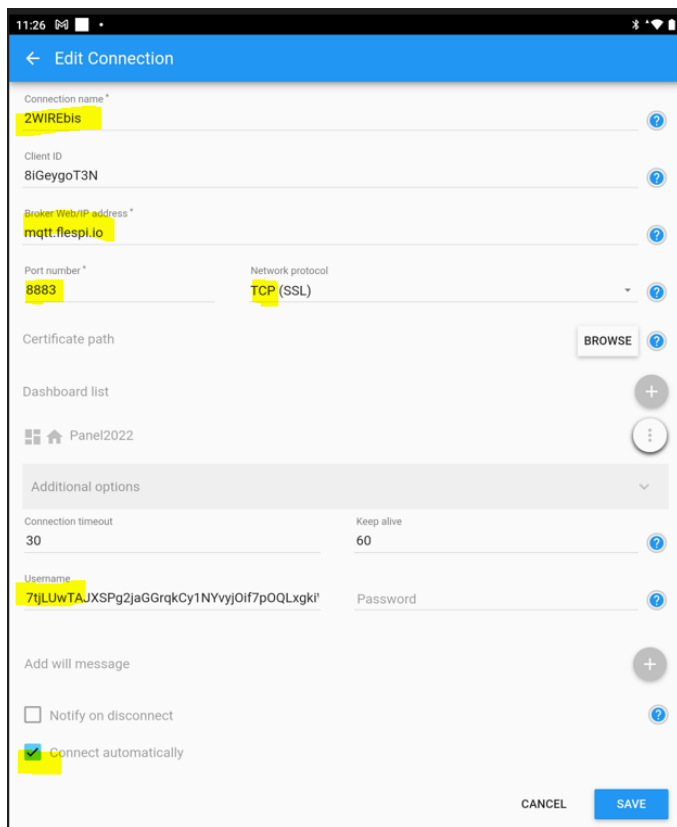 11:26
Edit Connection
Connection name *
2WIREbis
Client ID
8iGeygoT3N
Broker Web/IP address *
mqtt.flespi.io
Port number *
Network protocol
8883
TCP (SSL)
Certificate path
BROWSE
Dashboard list
Panel2022
Additional options
Connection timeout
Keep alive
30
60
Username
7tjLUwTAJXSPg2jaGGrqkCy1NYvyjOif7pOQLxgki
Password
Add will message
Notify on disconnect
Connect automatically
CANCEL
SAVE